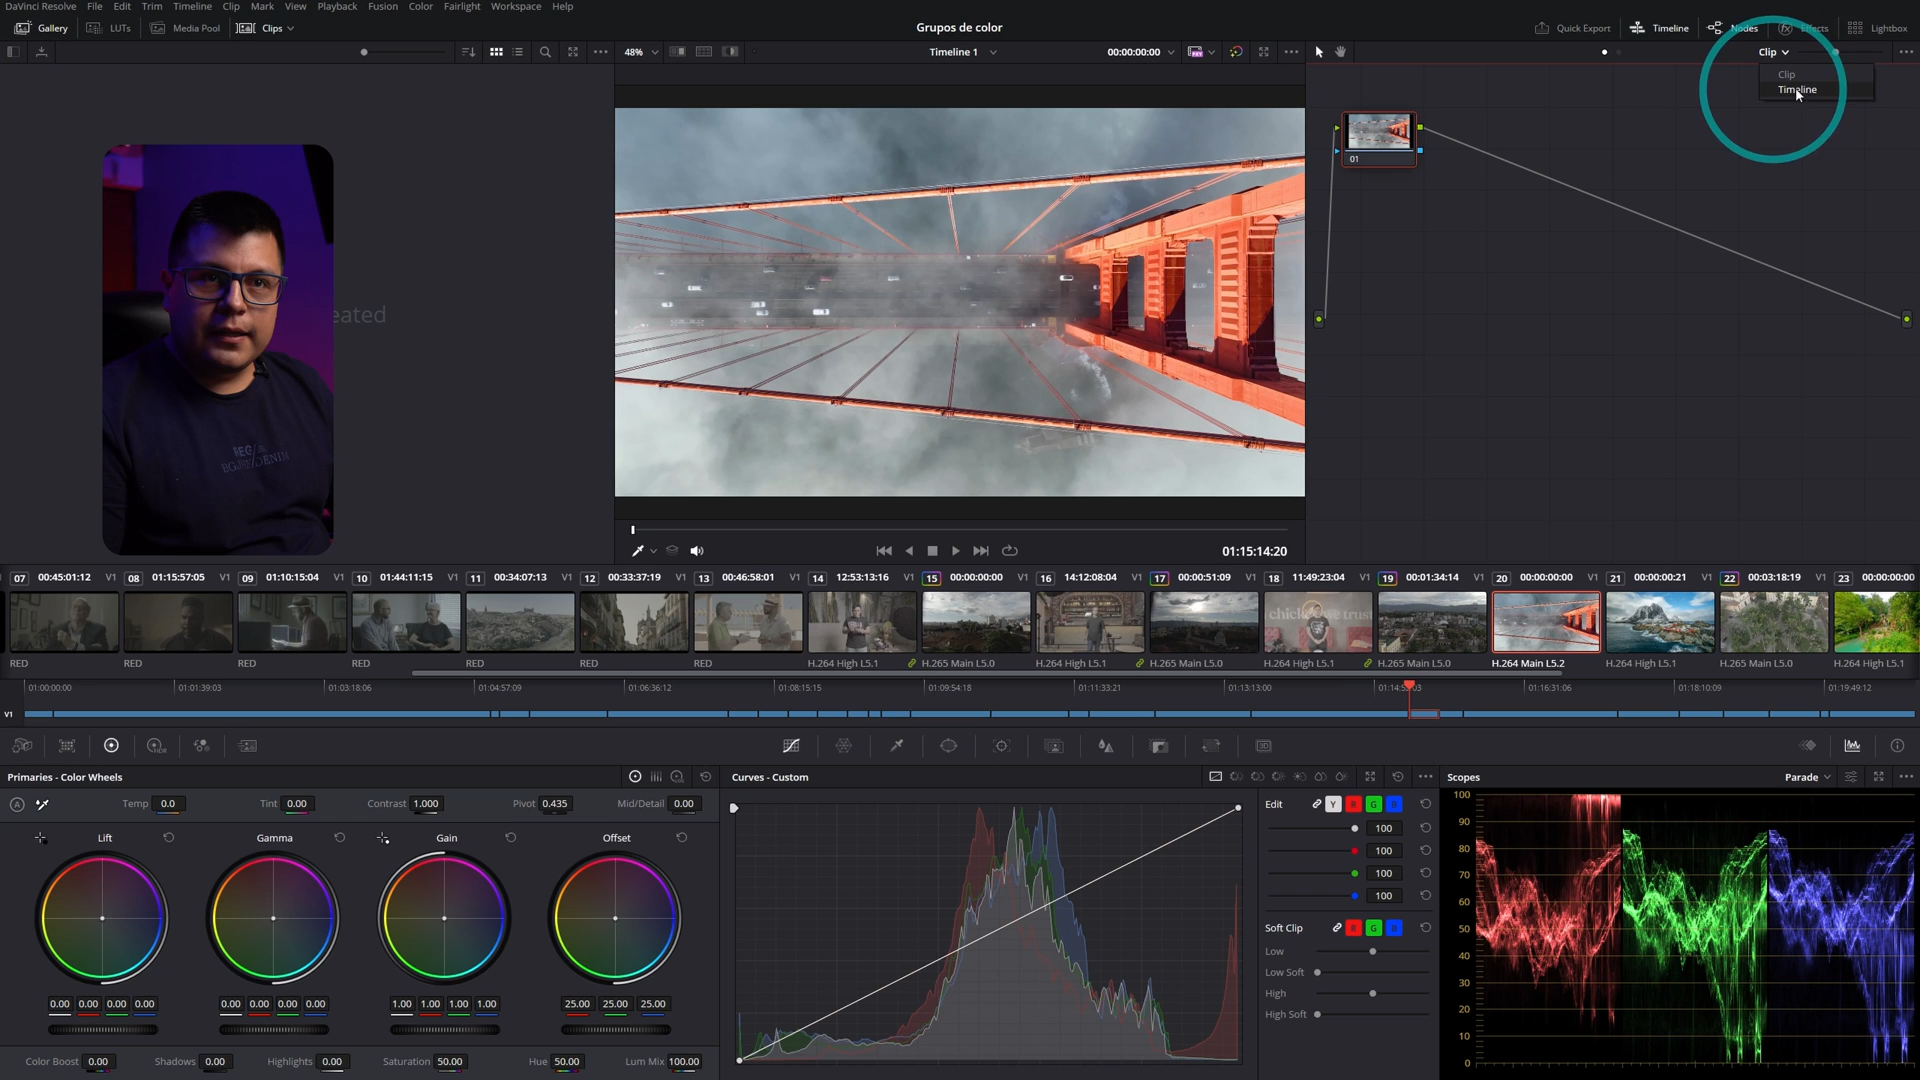 DaVinci Resolve File Edit Trim Timeline Clip Mark View Playback Fusion Color Fairlight Workspace Help
Gallery LUTs Media Pool Clips Grupos de color Quick Export Timeline Nodes Effects Lightbox
48% Timeline 1 00:00:00:00 Clip
Clip
Timeline
01
eated
01:15:14:20
07 00:45:01:12 V1 08 01:15:57:05 V1 09 01:10:15:04 V1 10 01:44:11:15 V1 11 00:34:07:13 V1 12 00:33:37:19 V1 13 00:46:58:01 V1 14 12:53:13:16 V1 15 00:00:00:00 V1 16 14:12:08:04 V1 17 00:00:51:09 V1 18 11:49:23:04 V1 19 00:01:34:14 V1 20 00:00:00:00 V1 21 00:00:00:21 V1 22 00:03:18:19 V1 23 00:00:00:00
RED RED RED RED RED RED RED H.264 High L5.1 H.265 Main L5.0 H.264 High L5.1 H.265 Main L5.0 H.264 High L5.1 H.265 Main L5.0 H.264 Main L5.2 H.264 High L5.1 H.265 Main L5.0 H.264 High L5.1
01:00:00:00 01:01:39:03 01:03:18:06 01:04:57:09 01:06:36:12 01:08:15:15 01:09:54:18 01:11:33:21 01:13:13:00 01:16:31:06 01:18:10:09 01:19:49:12
V1
Primaries - Color Wheels Curves - Custom Scopes Parade
Temp 0.0 Tint 0.00 Contrast 1.000 Pivot 0.435 Mid/Detail 0.00
Lift Gamma Gain Offset
0.00 0.00 0.00 0.00 0.00 0.00 0.00 0.00 1.00 1.00 1.00 1.00 25.00 25.00 25.00
Color Boost 0.00 Shadows 0.00 Highlights 0.00 Saturation 50.00 Hue 50.00 Lum Mix 100.00
Edit Y R G B
100
100
100
100
Soft Clip R G B
Low
Low Soft
High
High Soft
100
90
80
70
60
50
40
30
20
10
0